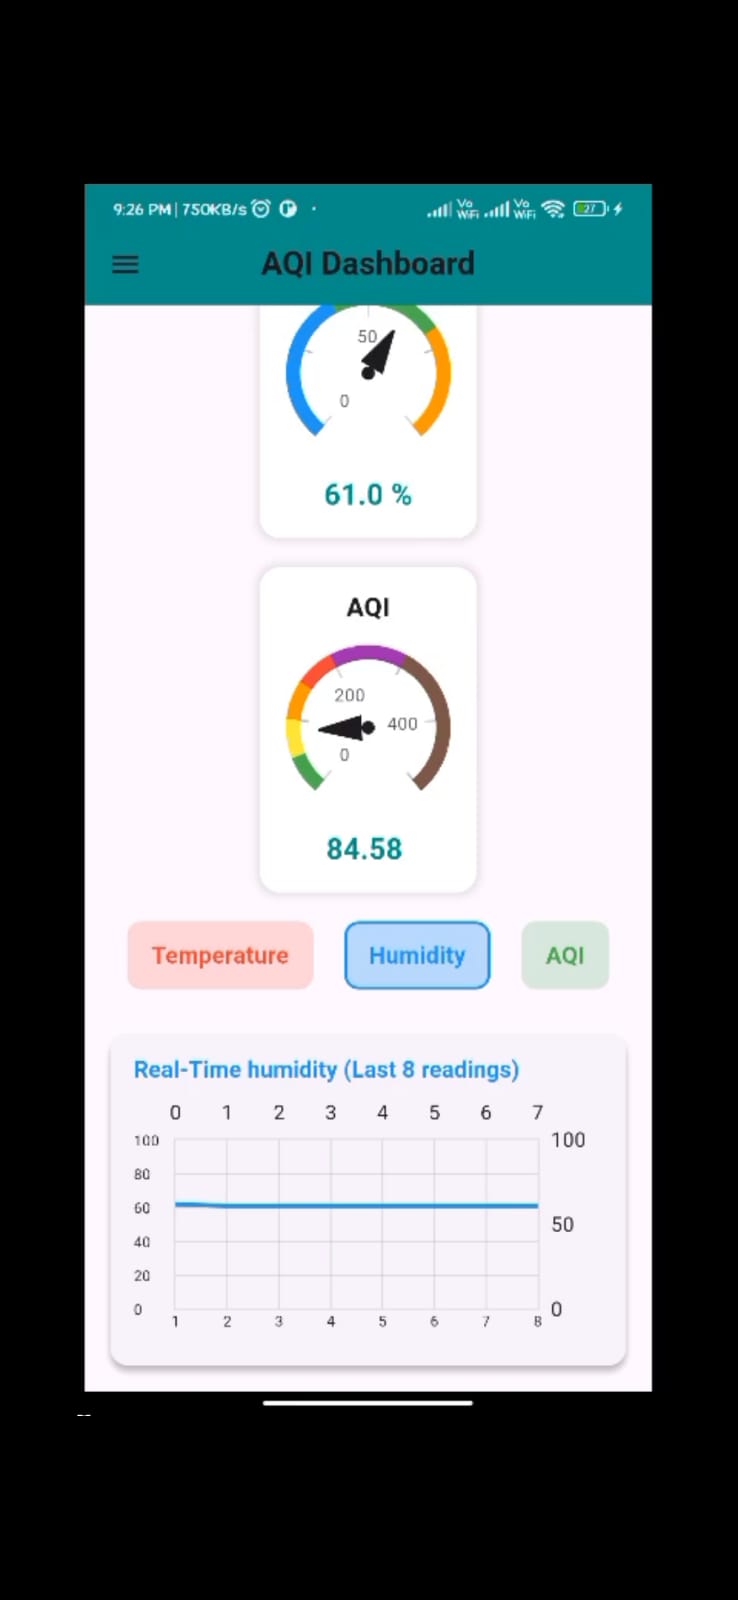 9:26 PM | 750KB/s Vo WiFi Vo WiFi 27
AQI Dashboard
50
0
61.0 %
AQI
200
400
0
84.58
Temperature Humidity AQI
Real-Time humidity (Last 8 readings)
0 1 2 3 4 5 6 7
100 100
80
60
50
40
20
0 0
1 2 3 4 5 6 7 8